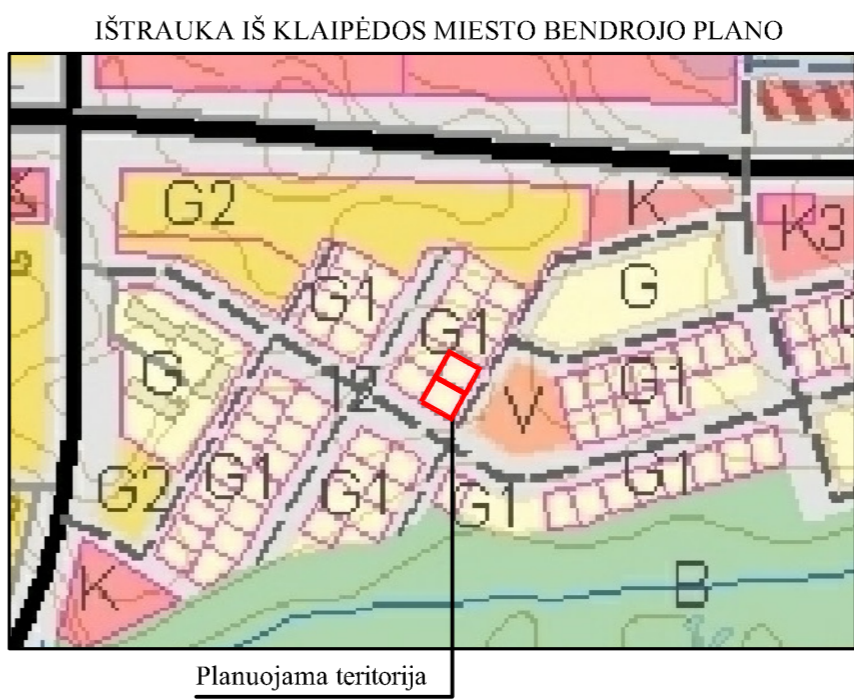 IŠTRAUKA IŠ KLAIPĖDOS MIESTO BENDROJO PLANO
G2
K
K3
G1
G
G1
G
12
V
G1
G2
G1
G1
G1
G1
K
B
Planuojama teritorija